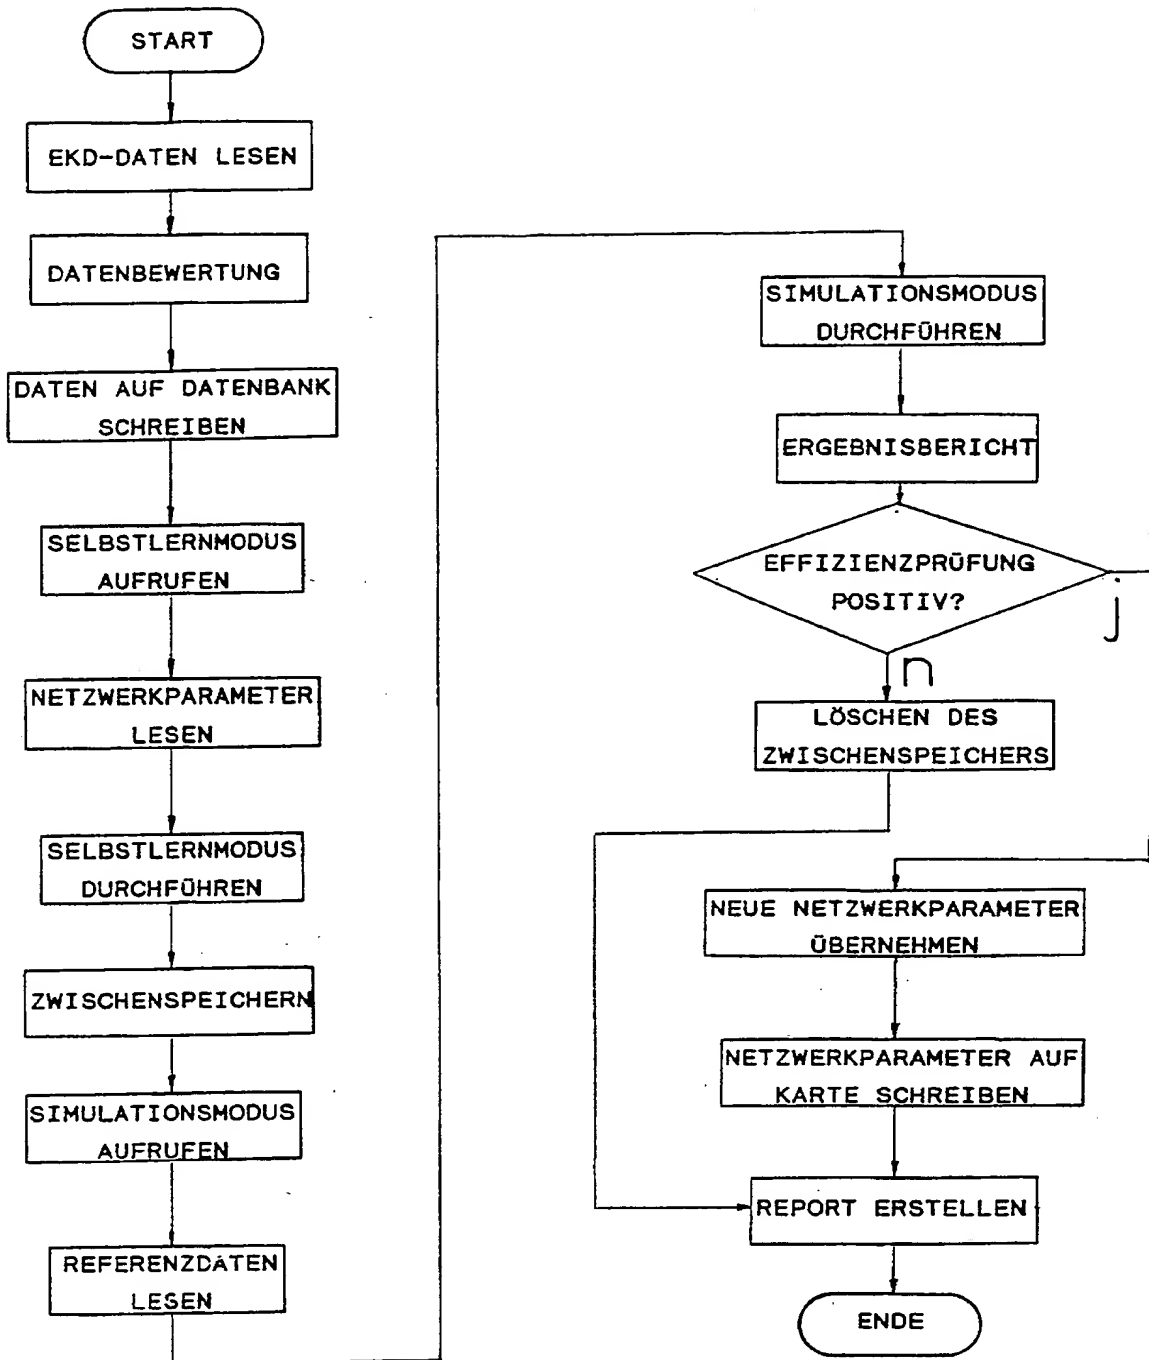 START
EKD-DATEN LESEN
DATENBEWERTUNG
DATEN AUF DATENBANK
SCHREIBEN
SELBSTLERNMODUS
AUFRUFEN
NETZWERKPARAMETER
LESEN
SELBSTLERNMODUS
DURCHFÜHREN
ZWISCHENSPEICHERN
SIMULATIONSMODUS
AUFRUFEN
REFERENZDATEN
LESEN
SIMULATIONSMODUS
DURCHFÜHREN
ERGEBNISBERICHT
EFFIZIENZPRÜFUNG
POSITIV?
j
n
LÖSCHEN DES
ZWISCHENSPEICHERS
NEUE NETZWERKPARAMETER
ÜBERNEHMEN
NETZWERKPARAMETER AUF
KARTE SCHREIBEN
REPORT ERSTELLEN
ENDE